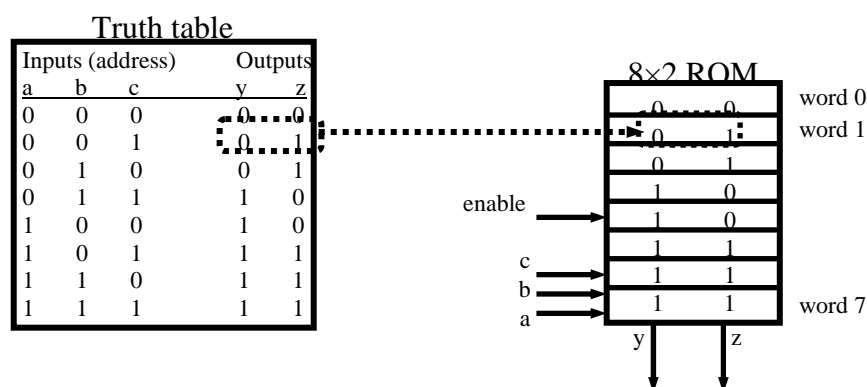 Truth table
Inputs (address) Outputs
a b c y z
0 0 0 0 0
0 0 1 0 1
0 1 0 0 1
0 1 1 1 0
1 0 0 1 0
1 0 1 1 1
1 1 0 1 1
1 1 1 1 1
8×2 ROM
0 0 word 0
0 1 word 1
0 1
1 0
enable
1 0
1 1
c
1 1
b
1 1 word 7
a
y z